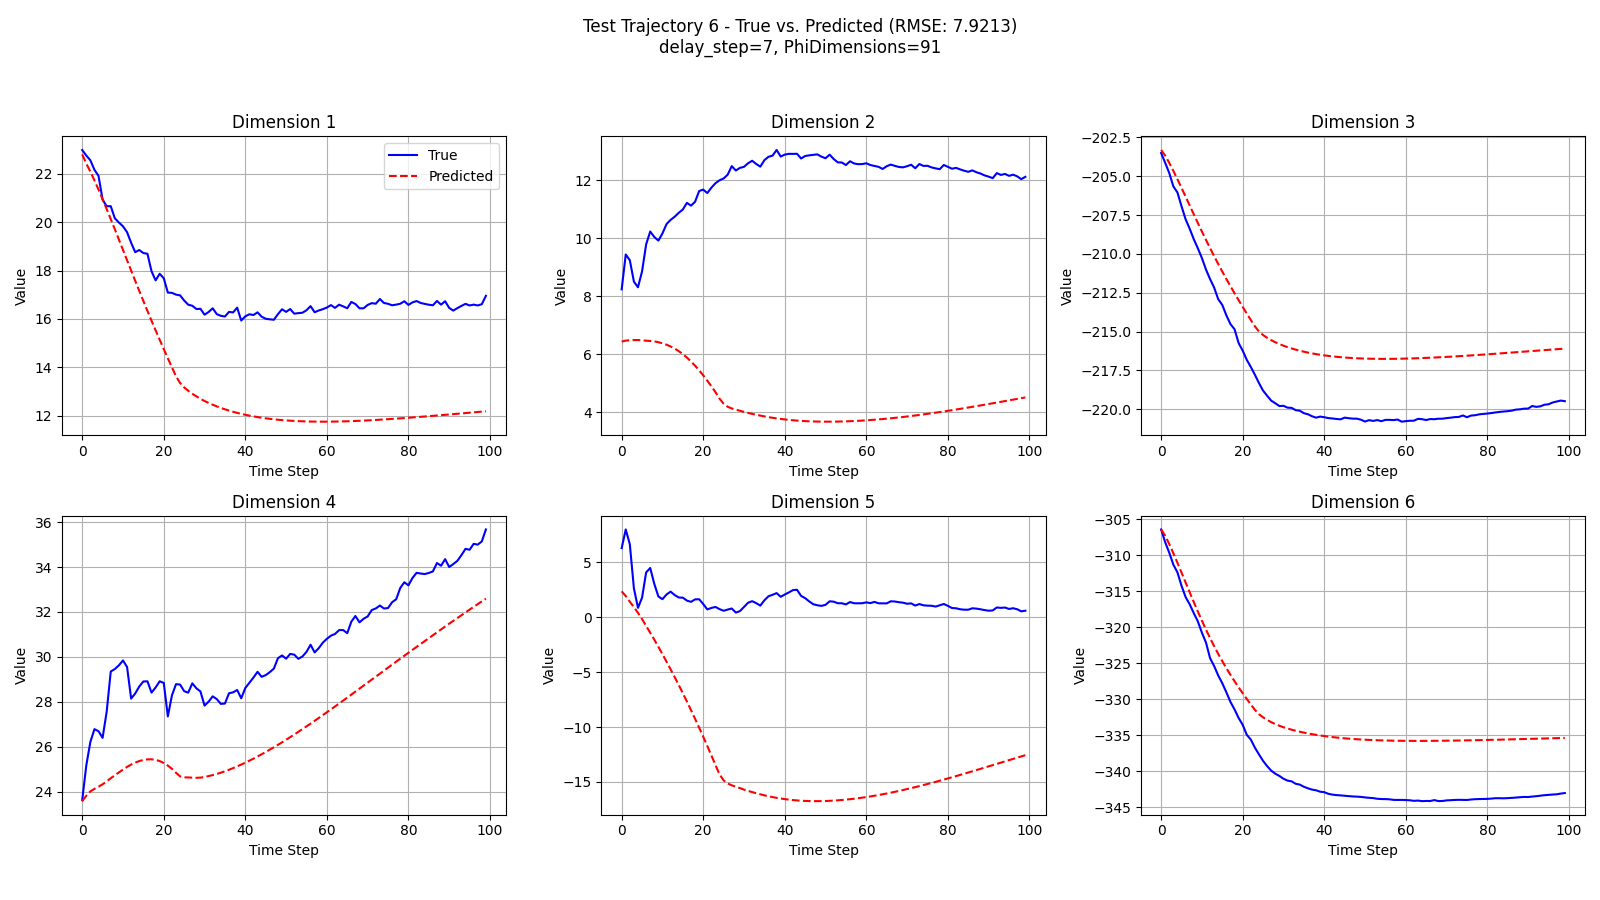 Test Trajectory 6 - True vs. Predicted (RMSE: 7.9213)
delay_step=7, PhiDimensions=91
Dimension 1
True
Predicted
Value
22
20
18
16
14
12
0 20 40 60 80 100
Time Step
Dimension 2
Value
12
10
8
6
4
0 20 40 60 80 100
Time Step
Dimension 3
Value
−202.5
−205.0
−207.5
−210.0
−212.5
−215.0
−217.5
−220.0
0 20 40 60 80 100
Time Step
Dimension 4
Value
36
34
32
30
28
26
24
0 20 40 60 80 100
Time Step
Dimension 5
Value
5
0
−5
−10
−15
0 20 40 60 80 100
Time Step
Dimension 6
Value
−305
−310
−315
−320
−325
−330
−335
−340
−345
0 20 40 60 80 100
Time Step